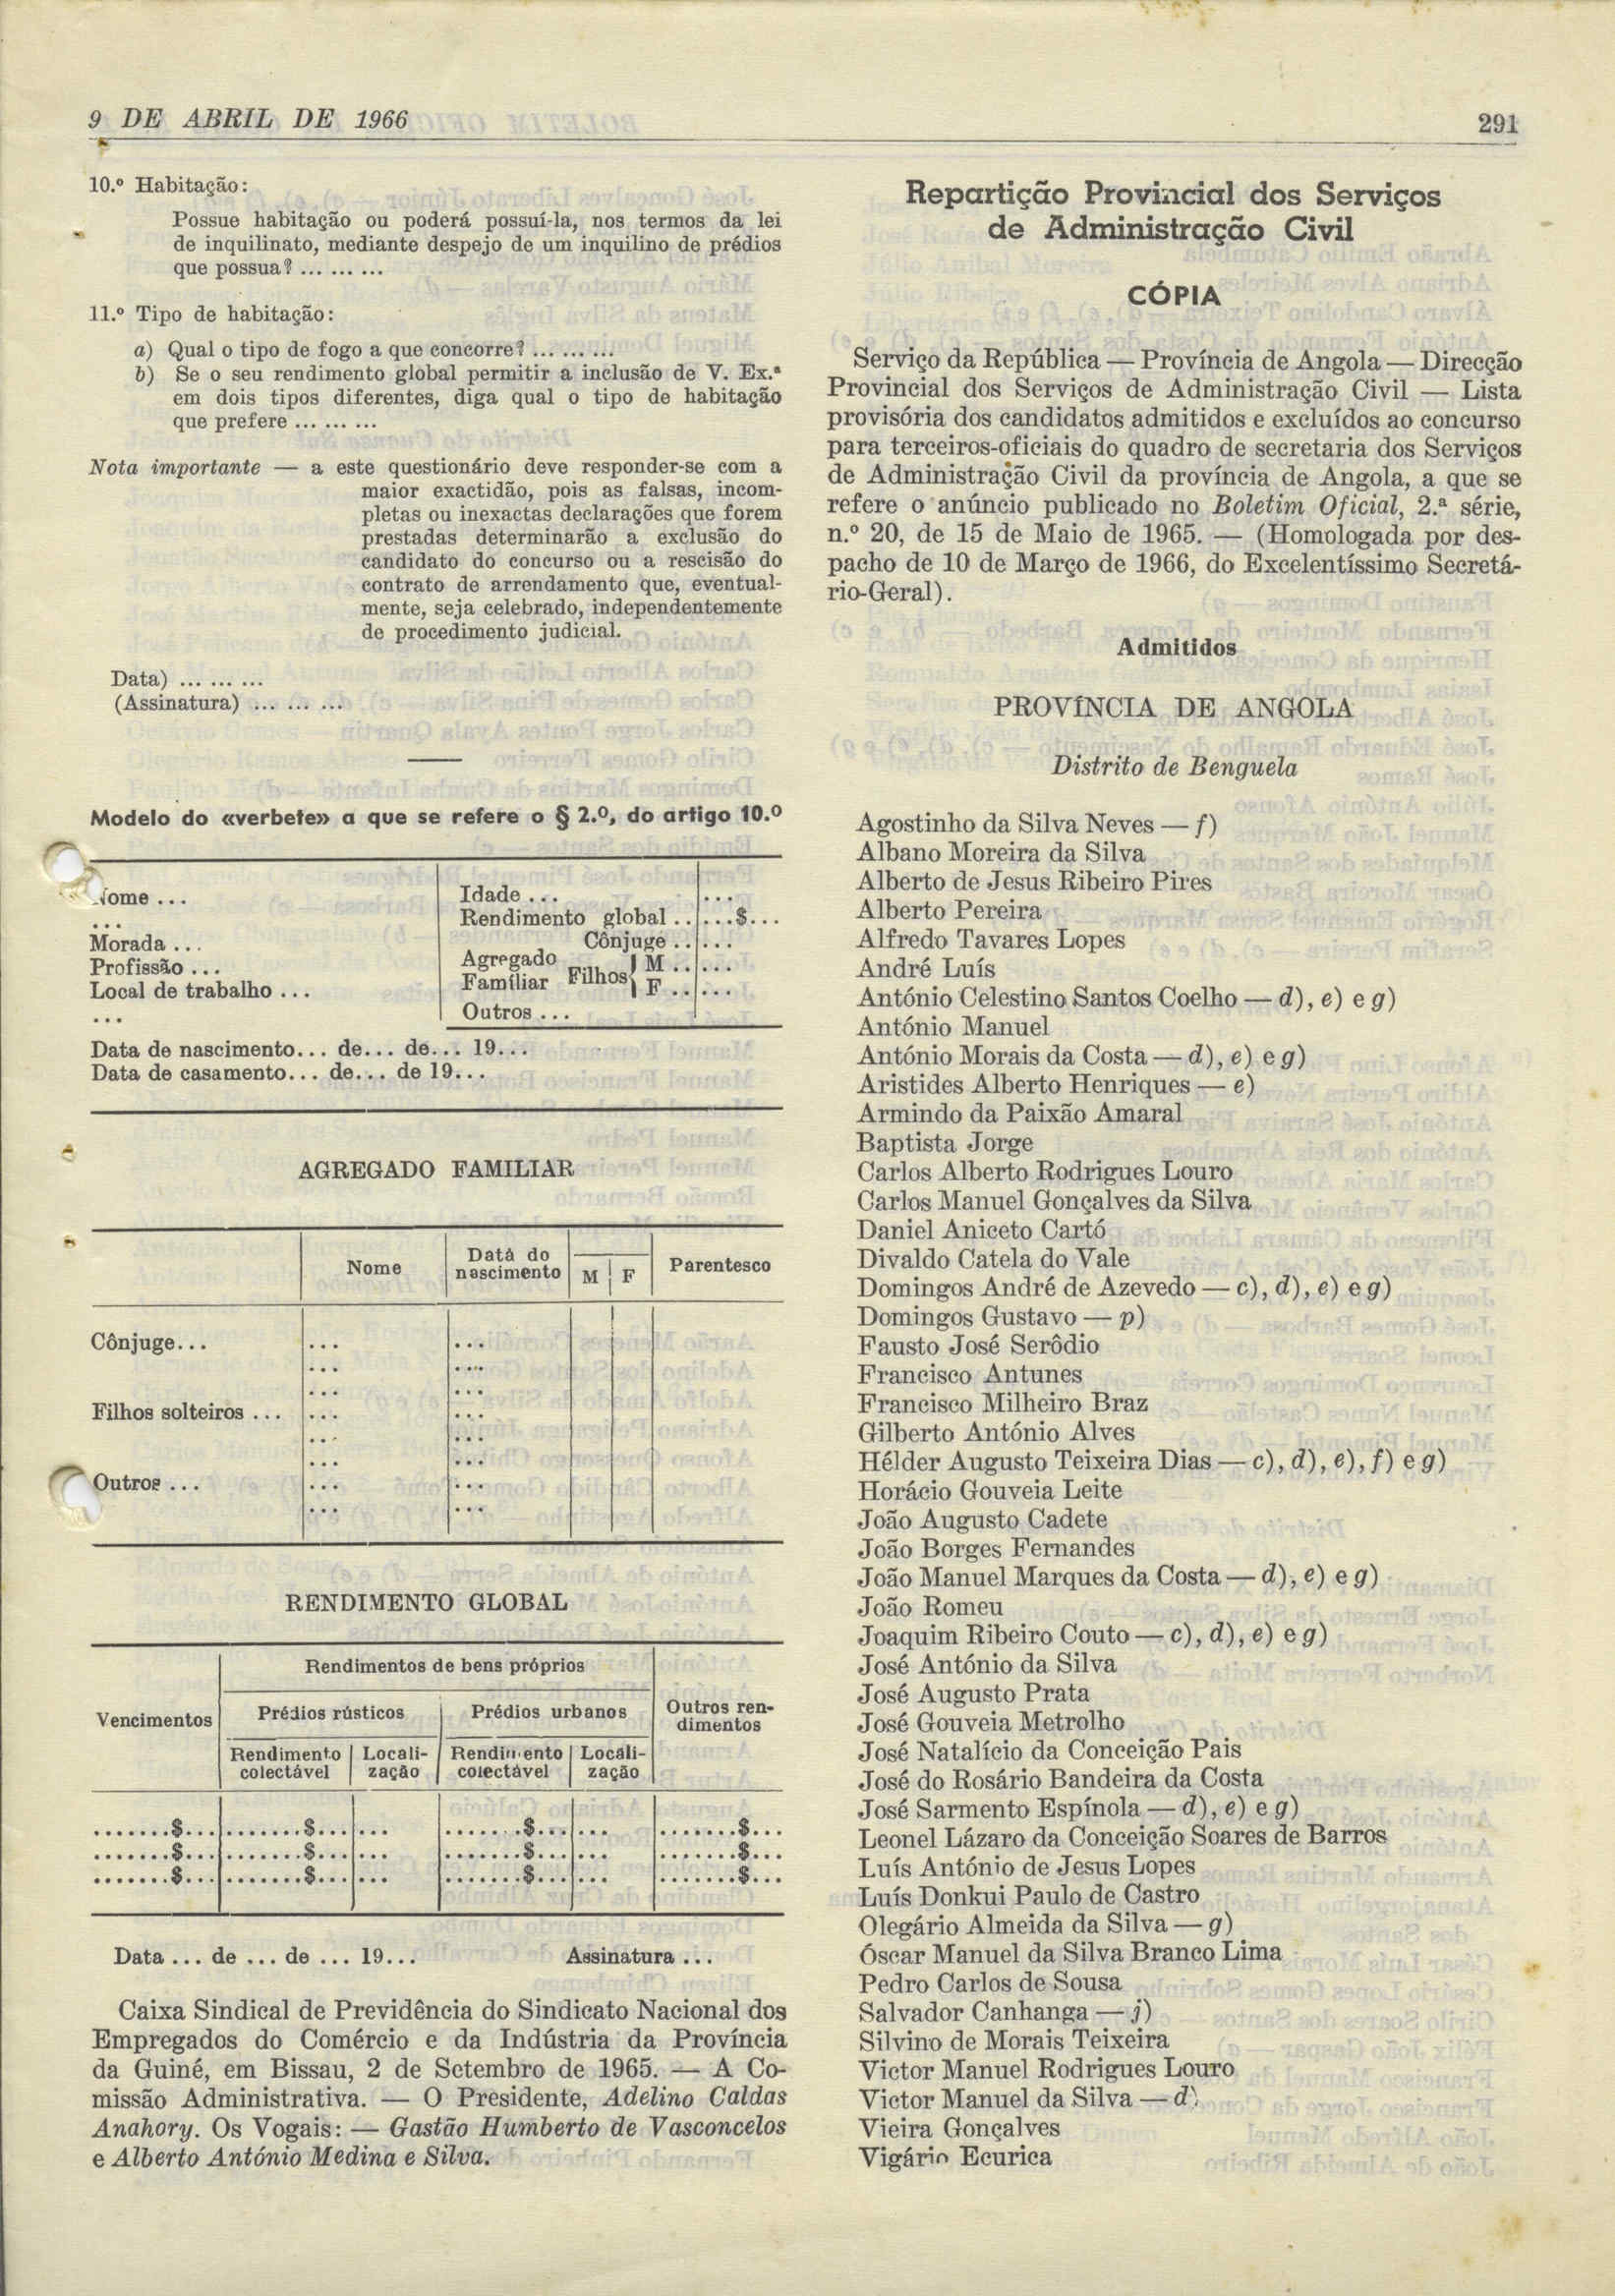 9 DE ABRIL DE 1966
291
10.º Habitação:
Possue habitação ou poderá possuí-la, nos termos da lei
de inquilinato, mediante despejo de um inquilino de prédios
que possua? ... ... ...
11.º Tipo de habitação:
a) Qual o tipo de fogo a que concorre? ... ... ...
b) Se o seu rendimento global permitir a inclusão de V. Ex.ª
em dois tipos diferentes, diga qual o tipo de habitação
que prefere ... ... ...
Nota importante — a este questionário deve responder-se com a
maior exactidão, pois as falsas, incom-
pletas ou inexactas declarações que forem
prestadas determinarão a exclusão do
candidato do concurso ou a rescisão do
contrato de arrendamento que, eventual-
mente, seja celebrado, independentemente
de procedimento judicial.
Data) ... ... ...
(Assinatura) ... ... ...
Modelo do «verbete» a que se refere o § 2.º, do artigo 10.º
Nome ...
...
Morada ...
Profissão ...
Local de trabalho ...
...
Idade ... ...
Rendimento global .. ...$...
Cônjuge .. ...
Agregado Familiar Filhos M .. ...
F .. ...
Outros ...
Data de nascimento... de... de... 19...
Data de casamento... de... de 19...
AGREGADO FAMILIAR
Nome Data do nascimento M F Parentesco
Cônjuge... ... ...
... ...
... ...
Filhos solteiros ... ... ...
... ...
... ...
Outros ... ... ...
... ...
RENDIMENTO GLOBAL
Rendimentos de bens próprios
Vencimentos Prédios rústicos Prédios urbanos Outros ren-
dimentos
Rendimento Locali- Rendimento Locali-
colectável zação colectável zação
.......$... .......$... ... .......$... ... .......$...
.......$... .......$... ... .......$... ... .......$...
.......$... .......$... ... .......$... ... .......$...
Data ... de ... de ... 19... Assinatura ...
Caixa Sindical de Previdência do Sindicato Nacional dos
Empregados do Comércio e da Indústria da Província
da Guiné, em Bissau, 2 de Setembro de 1965. — A Co-
missão Administrativa. — O Presidente, Adelino Caldas
Anahory. Os Vogais: — Gastão Humberto de Vasconcelos
e Alberto António Medina e Silva.
Repartição Provincial dos Serviços
de Administração Civil
CÓPIA
Serviço da República — Província de Angola — Direcção
Provincial dos Serviços de Administração Civil — Lista
provisória dos candidatos admitidos e excluídos ao concurso
para terceiros-oficiais do quadro de secretaria dos Serviços
de Administração Civil da província de Angola, a que se
refere o anúncio publicado no Boletim Oficial, 2.ª série,
n.º 20, de 15 de Maio de 1965. — (Homologada por des-
pacho de 10 de Março de 1966, do Excelentíssimo Secretá-
rio-Geral).
Admitidos
PROVÍNCIA DE ANGOLA
Distrito de Benguela
Agostinho da Silva Neves — f)
Albano Moreira da Silva
Alberto de Jesus Ribeiro Pires
Alberto Pereira
Alfredo Tavares Lopes
André Luís
António Celestino Santos Coelho — d), e) e g)
António Manuel
António Morais da Costa — d), e) e g)
Aristides Alberto Henriques — e)
Armindo da Paixão Amaral
Baptista Jorge
Carlos Alberto Rodrigues Louro
Carlos Manuel Gonçalves da Silva
Daniel Aniceto Cartó
Divaldo Catela do Vale
Domingos André de Azevedo — c), d), e) e g)
Domingos Gustavo — p)
Fausto José Serôdio
Francisco Antunes
Francisco Milheiro Braz
Gilberto António Alves
Hélder Augusto Teixeira Dias — c), d), e), f) e g)
Horácio Gouveia Leite
João Augusto Cadete
João Borges Fernandes
João Manuel Marques da Costa — d), e) e g)
João Romeu
Joaquim Ribeiro Couto — c), d), e) e g)
José António da Silva
José Augusto Prata
José Gouveia Metrolho
José Natalício da Conceição Pais
José do Rosário Bandeira da Costa
José Sarmento Espínola — d), e) e g)
Leonel Lázaro da Conceição Soares de Barros
Luís António de Jesus Lopes
Luís Donkui Paulo de Castro
Olegário Almeida da Silva — g)
Óscar Manuel da Silva Branco Lima
Pedro Carlos de Sousa
Salvador Canhanga — j)
Silvino de Morais Teixeira
Victor Manuel Rodrigues Louro
Victor Manuel da Silva — d)
Vieira Gonçalves
Vigário Ecurica